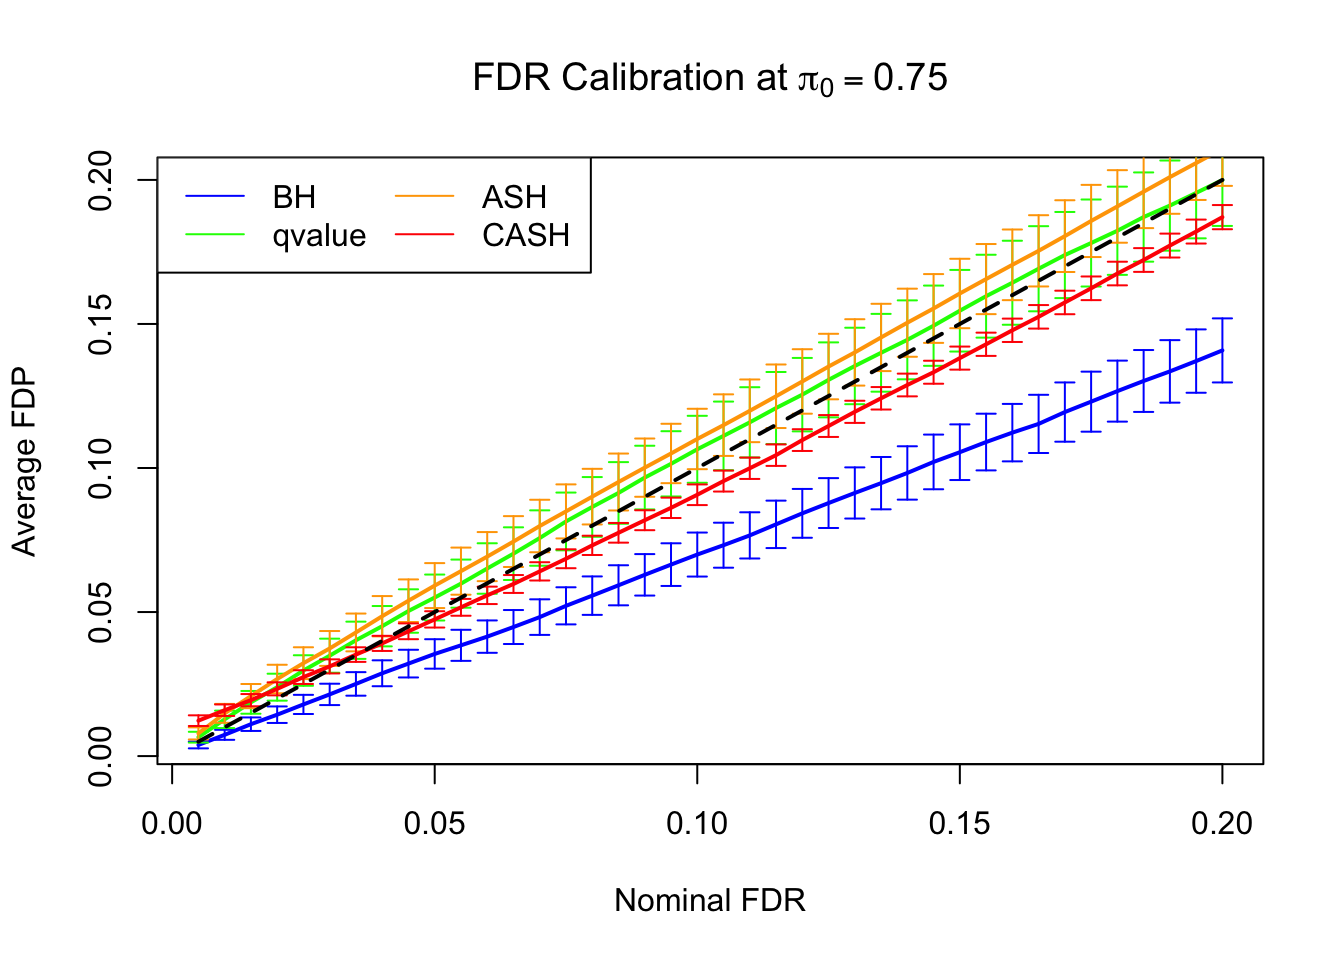 FDR Calibration at π0 = 0.75
BH
ASH
qvalue
CASH
Average FDP
0.20
0.15
0.10
0.05
0.00
0.00 0.05 0.10 0.15 0.20
Nominal FDR